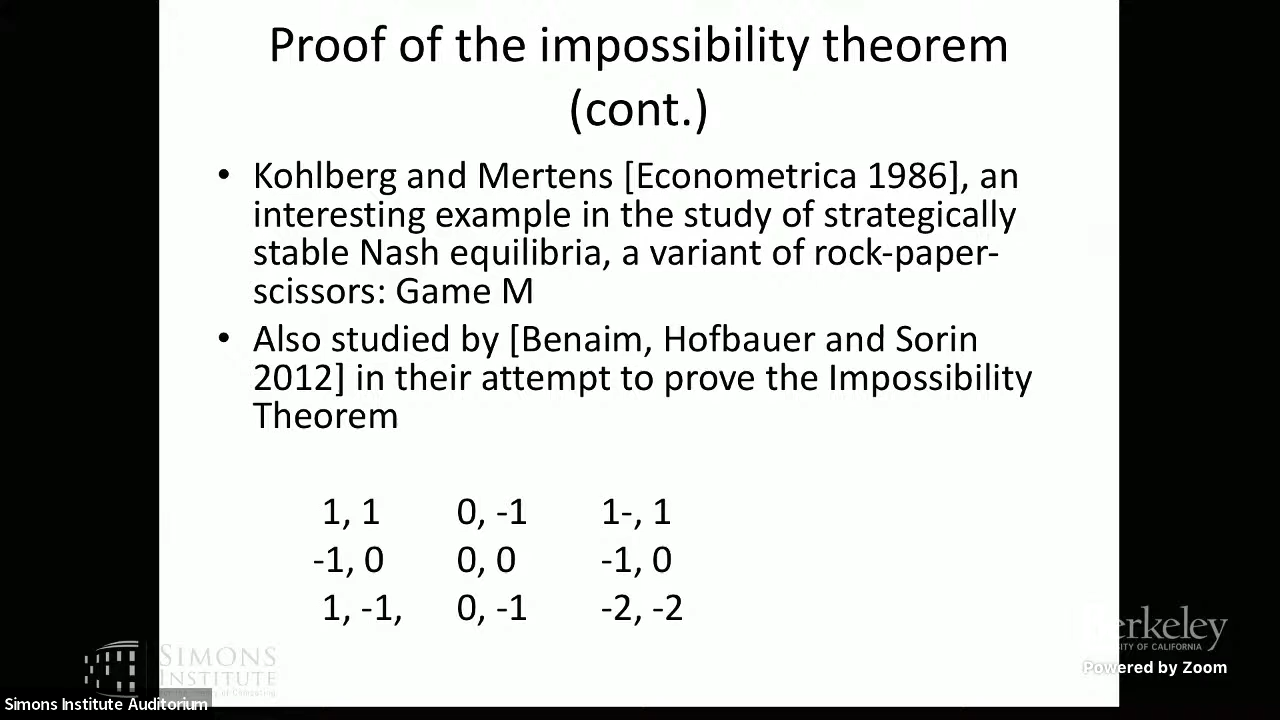 Proof of the impossibility theorem
(cont.)
• Kohlberg and Mertens [Econometrica 1986], an
interesting example in the study of strategically
stable Nash equilibria, a variant of rock-paper-
scissors: Game M
• Also studied by [Benaim, Hofbauer and Sorin
2012] in their attempt to prove the Impossibility
Theorem
1, 1 0, -1 1-, 1
-1, 0 0, 0 -1, 0
1, -1, 0, -1 -2, -2
SIMONS
INSTITUTE
Berkeley
OF CALIFORNIA
Powered by Zoom
Simons Institute Auditorium